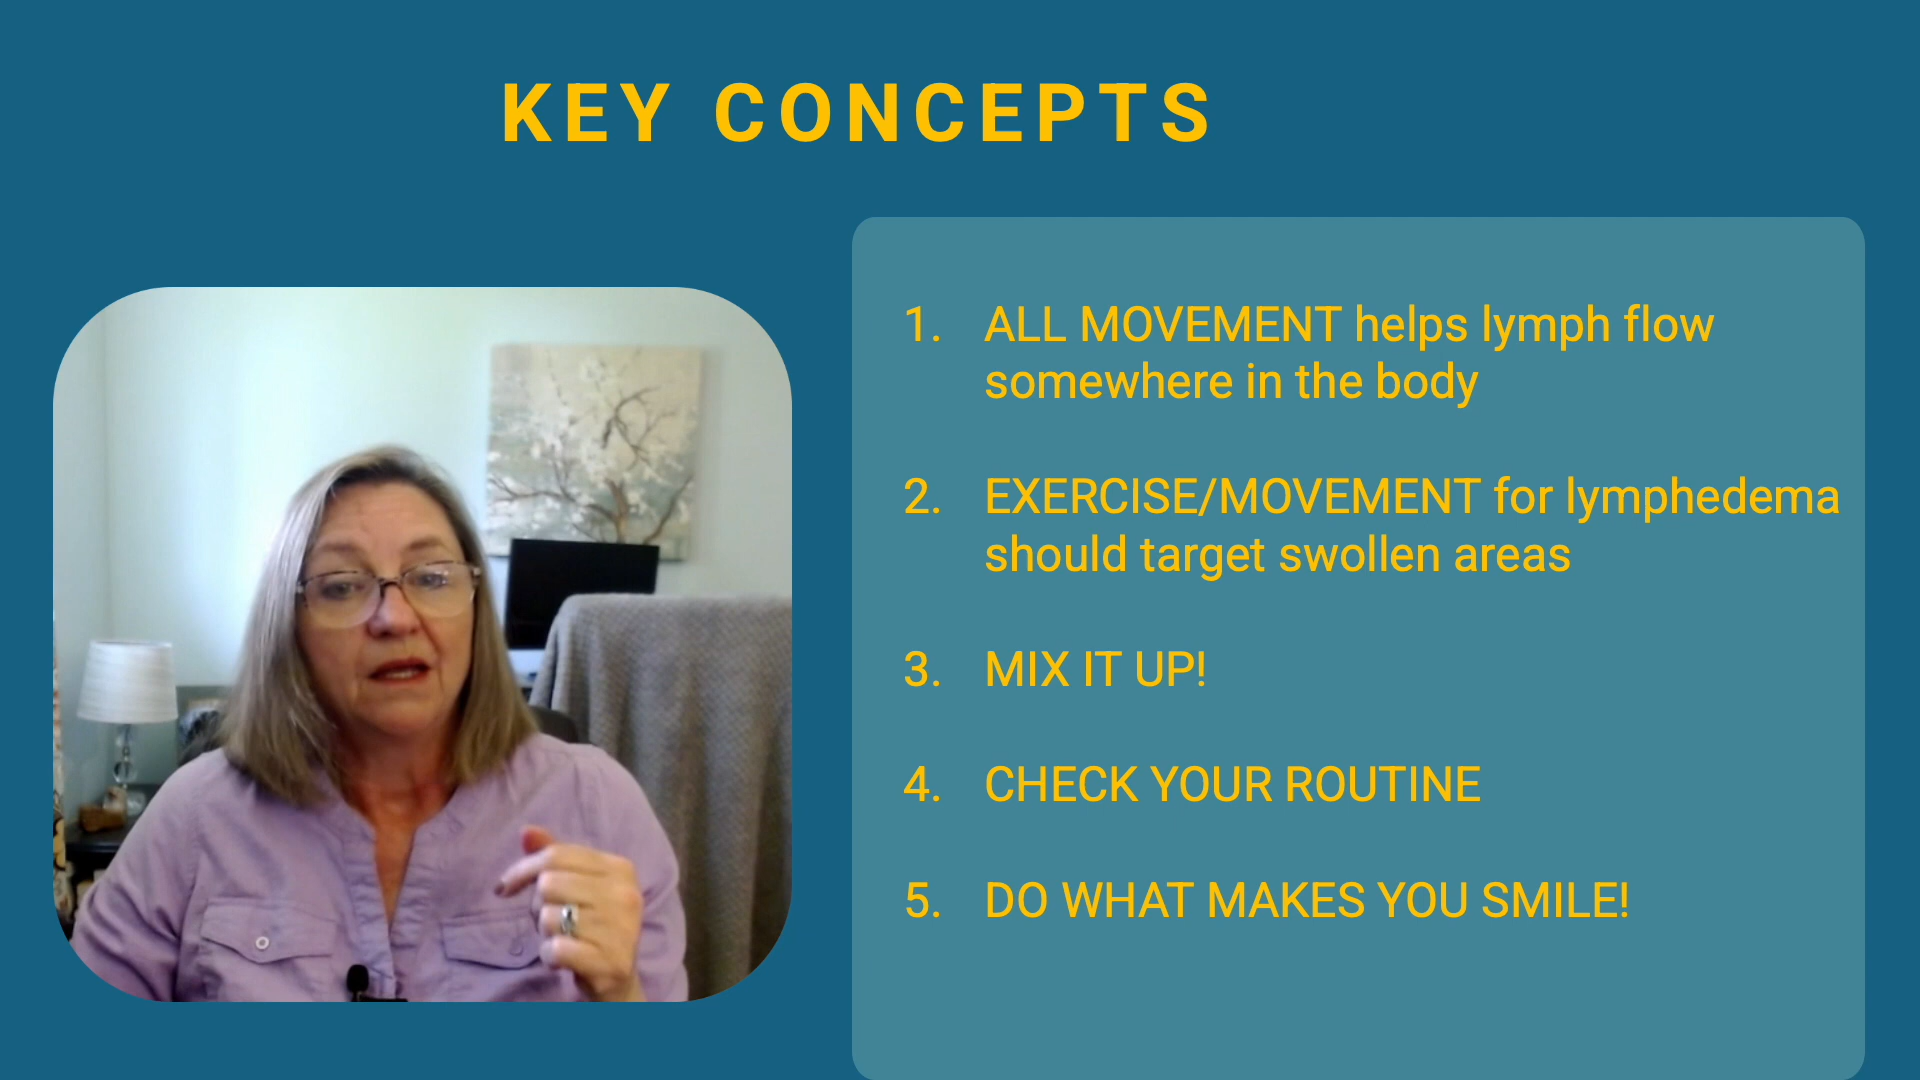 KEY CONCEPTS
1. ALL MOVEMENT helps lymph flow
somewhere in the body
2. EXERCISE/MOVEMENT for lymphedema
should target swollen areas
3. MIX IT UP!
4. CHECK YOUR ROUTINE
5. DO WHAT MAKES YOU SMILE!